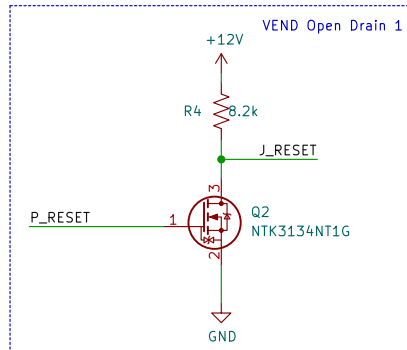 VEND Open Drain 1
+12V
R4 8.2k
J_RESET
3
Q2
P_RESET 1
NTK3134NT1G
2
GND